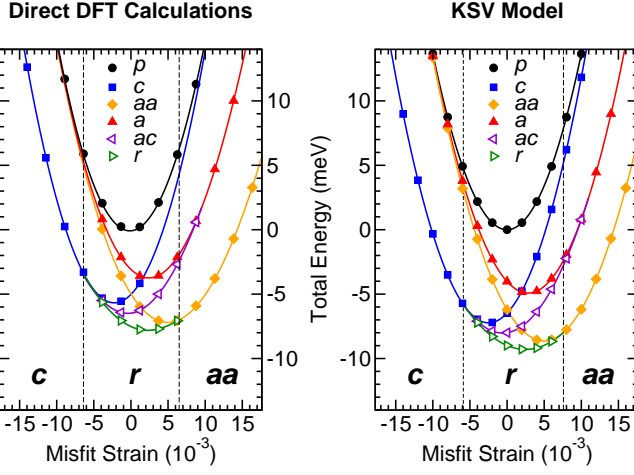 Direct DFT Calculations
KSV Model
p
c
aa
a
ac
r
p
c
aa
a
ac
r
10
5
0
-5
-10
Total Energy (meV)
10
5
0
-5
-10
c r aa
c r aa
-15 -10 -5 0 5 10 15
-15 -10 -5 0 5 10 15
Misfit Strain (10-3)
Misfit Strain (10-3)